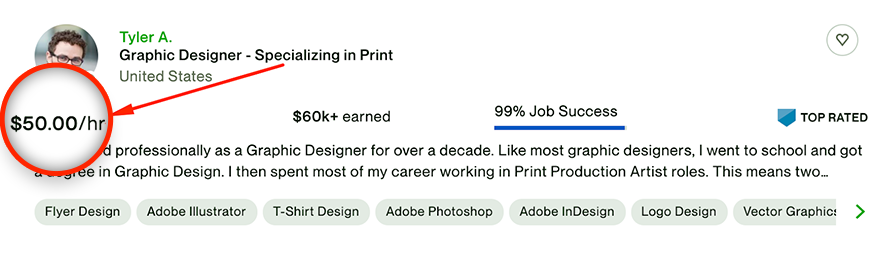 Tyler A.
Graphic Designer - Specializing in Print
United States
$50.00/hr
$60k+ earned
99% Job Success
TOP RATED
d professionally as a Graphic Designer for over a decade. Like most graphic designers, I went to school and got
a degree in Graphic Design. I then spent most of my career working in Print Production Artist roles. This means two...
Flyer Design
Adobe Illustrator
T-Shirt Design
Adobe Photoshop
Adobe InDesign
Logo Design
Vector Graphics